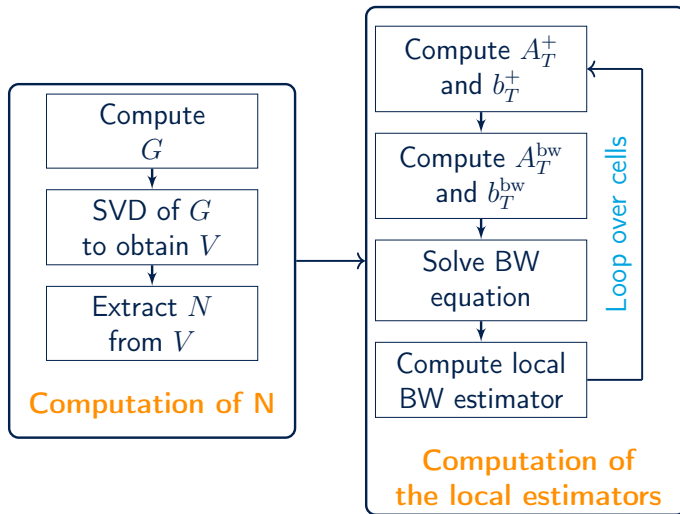 Compute
G
SVD of G
to obtain V
Extract N
from V
Computation of N
Compute A_T^+
and b_T^+
Compute A_T^bw
and b_T^bw
Solve BW
equation
Compute local
BW estimator
Loop over cells
Computation of
the local estimators